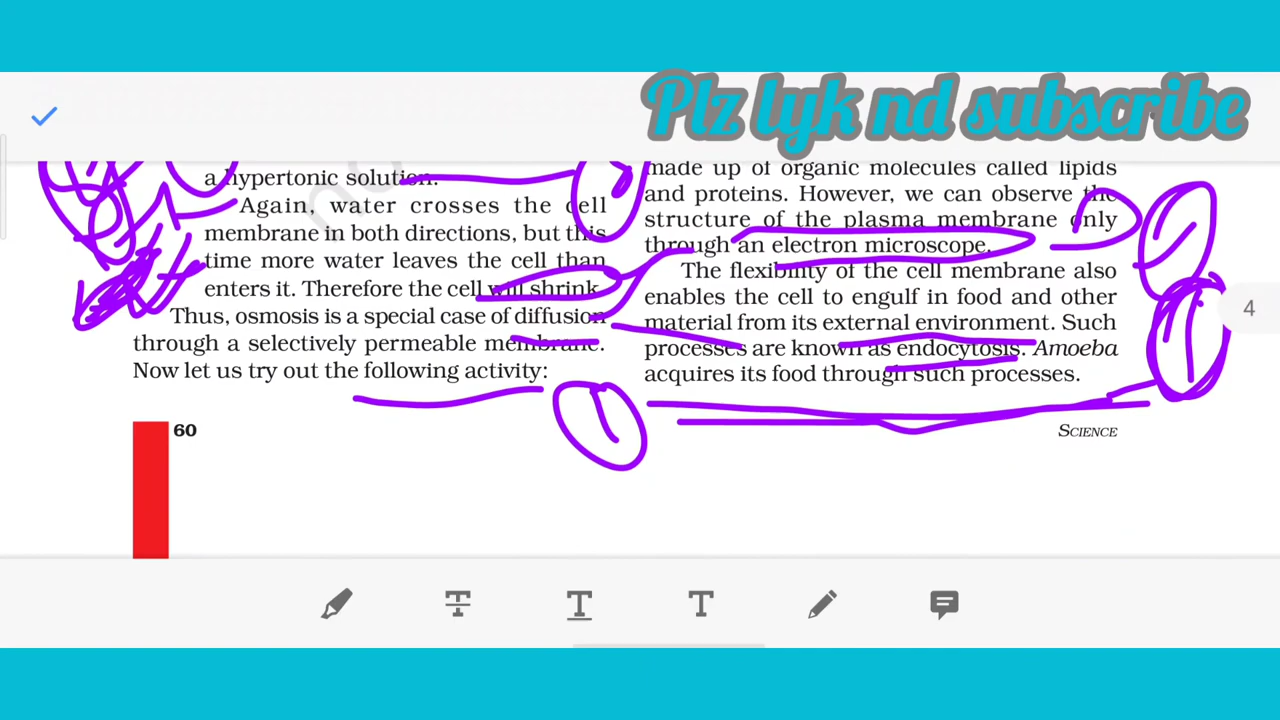 Plz lyk nd subscribe
a hypertonic solution.
Again, water crosses the cell
membrane in both directions, but this
time more water leaves the cell than
enters it. Therefore the cell will shrink.
Thus, osmosis is a special case of diffusion
through a selectively permeable membrane.
Now let us try out the following activity:
60
made up of organic molecules called lipids
and proteins. However, we can observe the
structure of the plasma membrane only
through an electron microscope.
The flexibility of the cell membrane also
enables the cell to engulf in food and other
material from its external environment. Such
processes are known as endocytosis. Amoeba
acquires its food through such processes.
SCIENCE
4
T
T
T